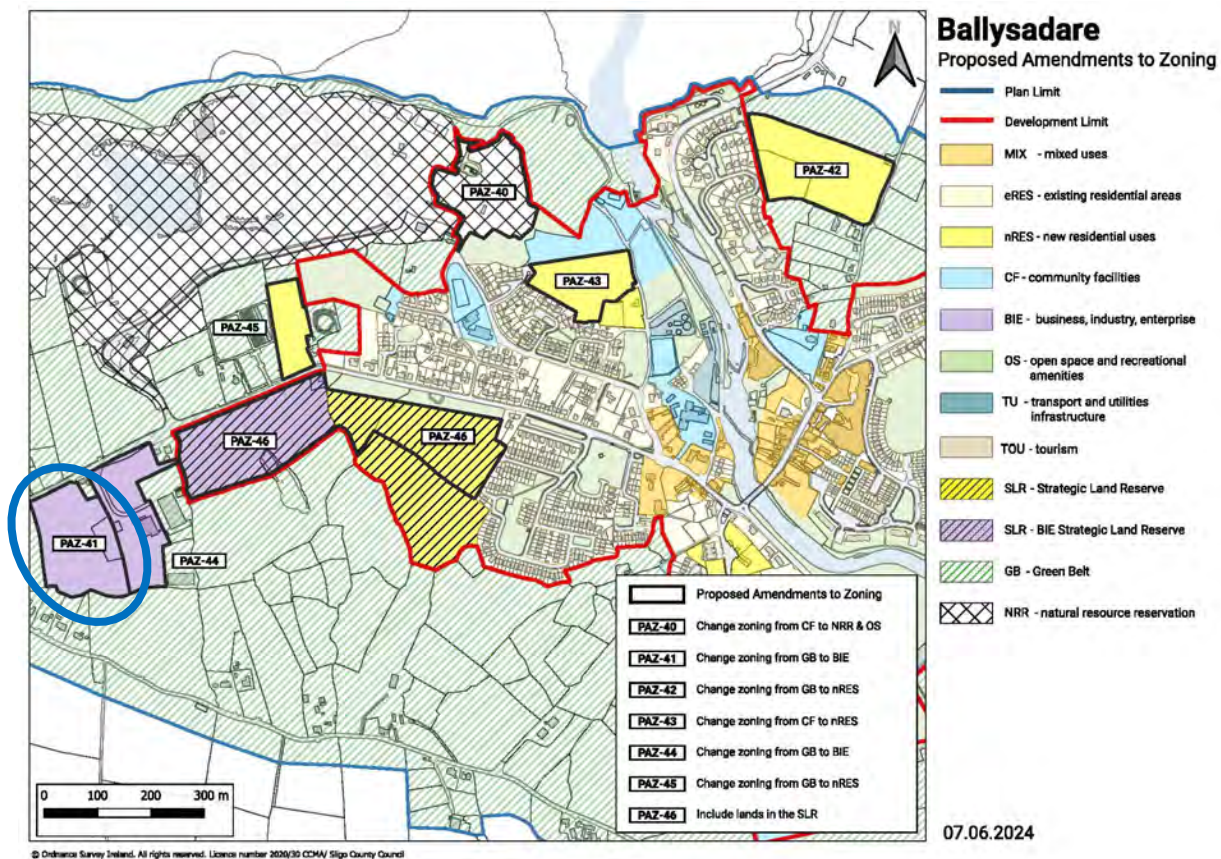 Ballysadare
Proposed Amendments to Zoning
Plan Limit
Development Limit
MIX - mixed uses
eRES - existing residential areas
nRES - new residential uses
CF - community facilities
BIE - business, industry, enterprise
OS - open space and recreational
amenities
TU - transport and utilities
infrastructure
TOU - tourism
SLR - Strategic Land Reserve
SLR - BIE Strategic Land Reserve
GB - Green Belt
NRR - natural resource reservation
N
PAZ-40
PAZ-42
PAZ-43
PAZ-45
PAZ-46
PAZ-46
PAZ-41
PAZ-44
Proposed Amendments to Zoning
PAZ-40 Change zoning from CF to NRR & OS
PAZ-41 Change zoning from GB to BIE
PAZ-42 Change zoning from GB to nRES
PAZ-43 Change zoning from CF to nRES
PAZ-44 Change zoning from GB to BIE
PAZ-45 Change zoning from GB to nRES
PAZ-46 Include lands in the SLR
0 100 200 300 m
07.06.2024
© Ordnance Survey Ireland. All rights reserved. Licence number 2020/30 CCMA/ Sligo County Council